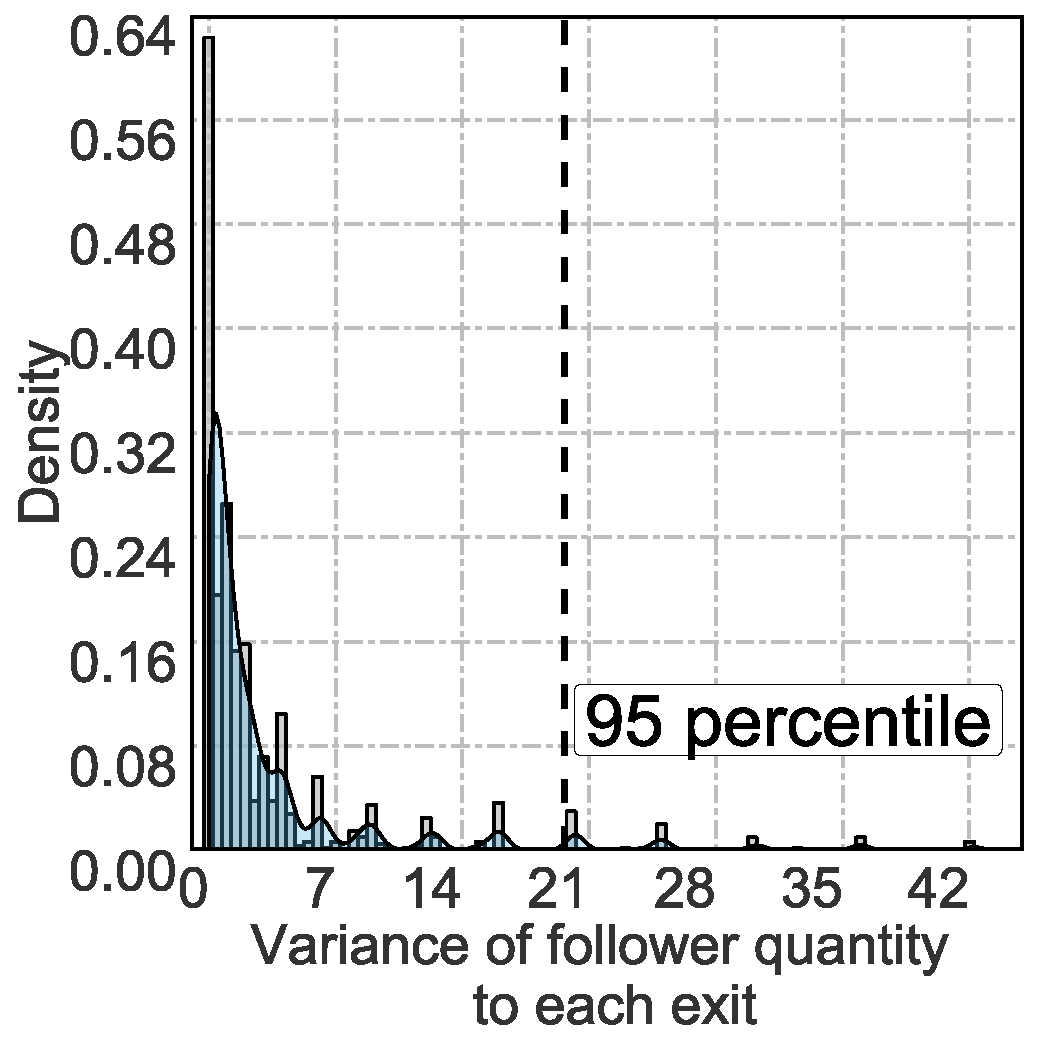 0.64
0.56
0.48
0.40
0.32
0.24
0.16
0.08
0.00
Density
95 percentile
0 7 14 21 28 35 42
Variance of follower quantity
to each exit